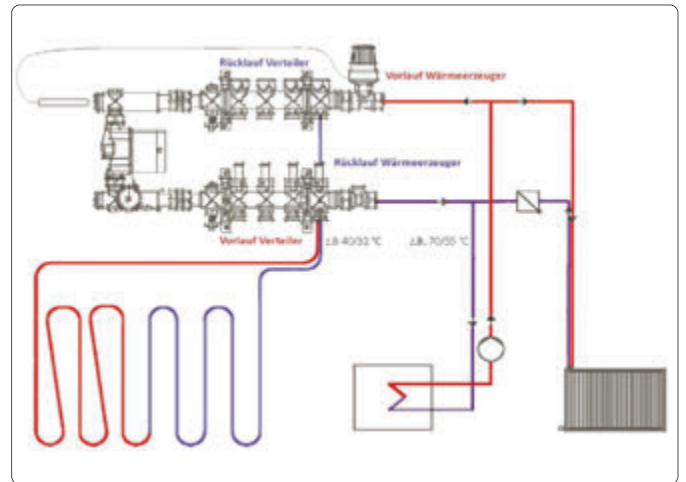 Rücklauf Verteiler
Vorlauf Wärmeerzeuger
Rücklauf Wärmeerzeuger
Vorlauf Verteiler
z.B 40/32 °C
z.B. 70/55 °C